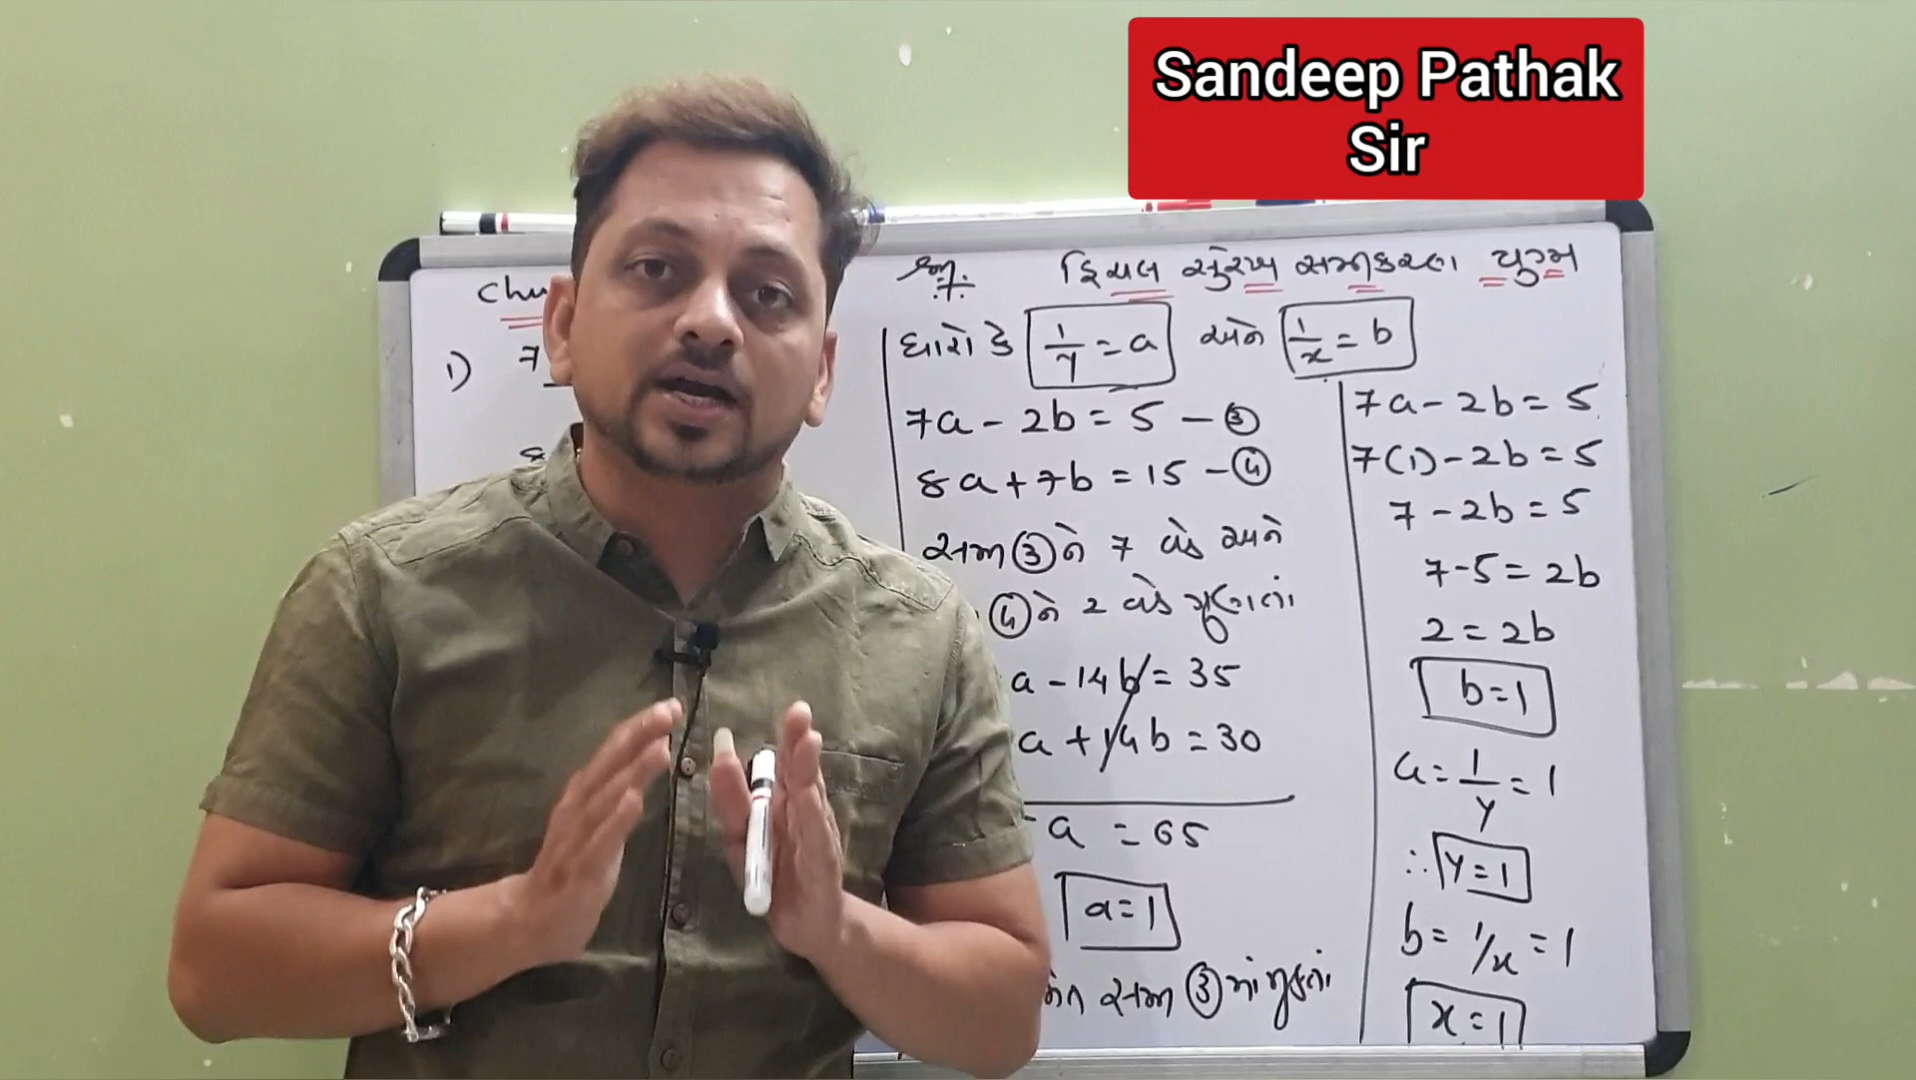 Sandeep Pathak
Sir
દ્વિચલ સુરેખ સમીકરણ યુગ્મ
1) 7
8
ધારો કે 1/y = a અને 1/x = b
7a - 2b = 5 - ③
8a + 7b = 15 - ④
સમી ③ ને 7 વડે અને
④ ને 2 વડે ગુણતાં
a - 14b = 35
a + 14b = 30
a = 65
a = 1
સમી ③ માં મુકતાં
7a - 2b = 5
7(1) - 2b = 5
7 - 2b = 5
7 - 5 = 2b
2 = 2b
b = 1
a = 1/y = 1
∴ y = 1
b = 1/x = 1
x = 1